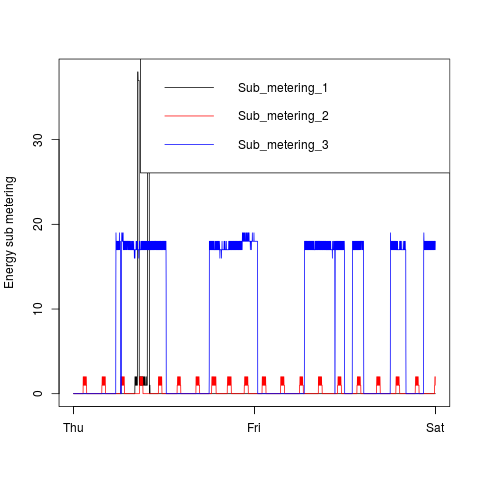 Sub_metering_1
Sub_metering_2
Sub_metering_3
Energy sub metering
30
20
10
0
Thu Fri Sat